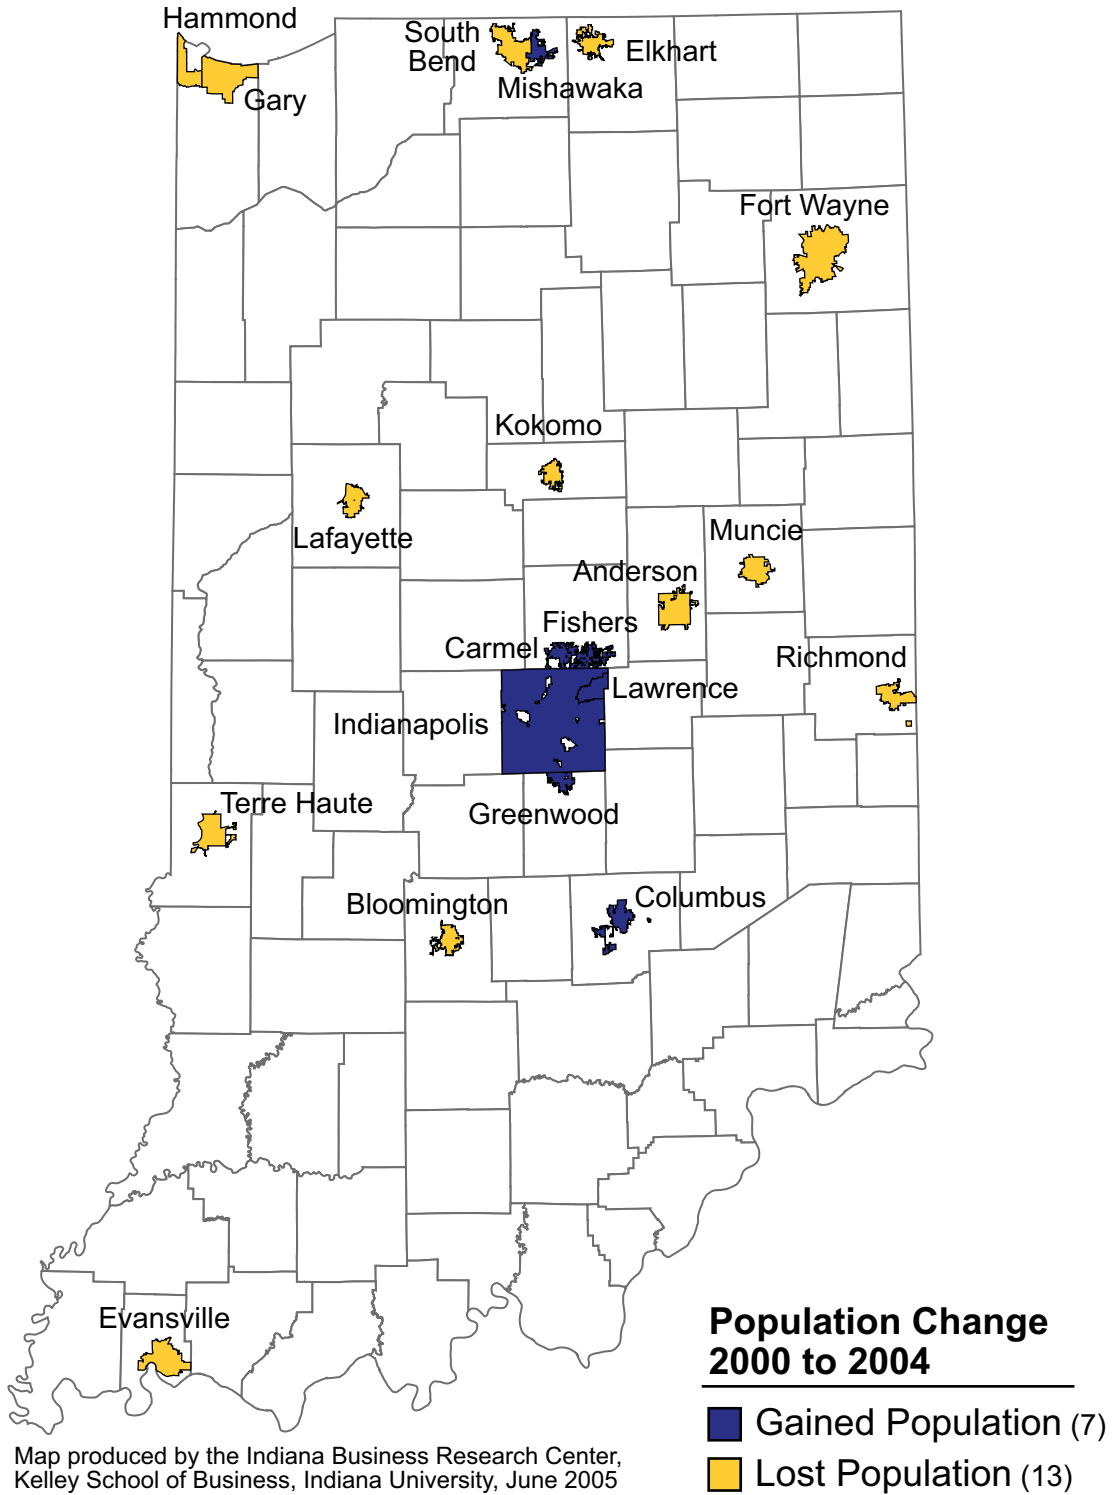 Hammond
South
Bend
Elkhart
Mishawaka
Gary
Fort Wayne
Kokomo
Lafayette
Muncie
Anderson
Fishers
Carmel
Richmond
Lawrence
Indianapolis
Terre Haute
Greenwood
Columbus
Bloomington
Evansville
Population Change
2000 to 2004
Gained Population (7)
Lost Population (13)
Map produced by the Indiana Business Research Center,
Kelley School of Business, Indiana University, June 2005